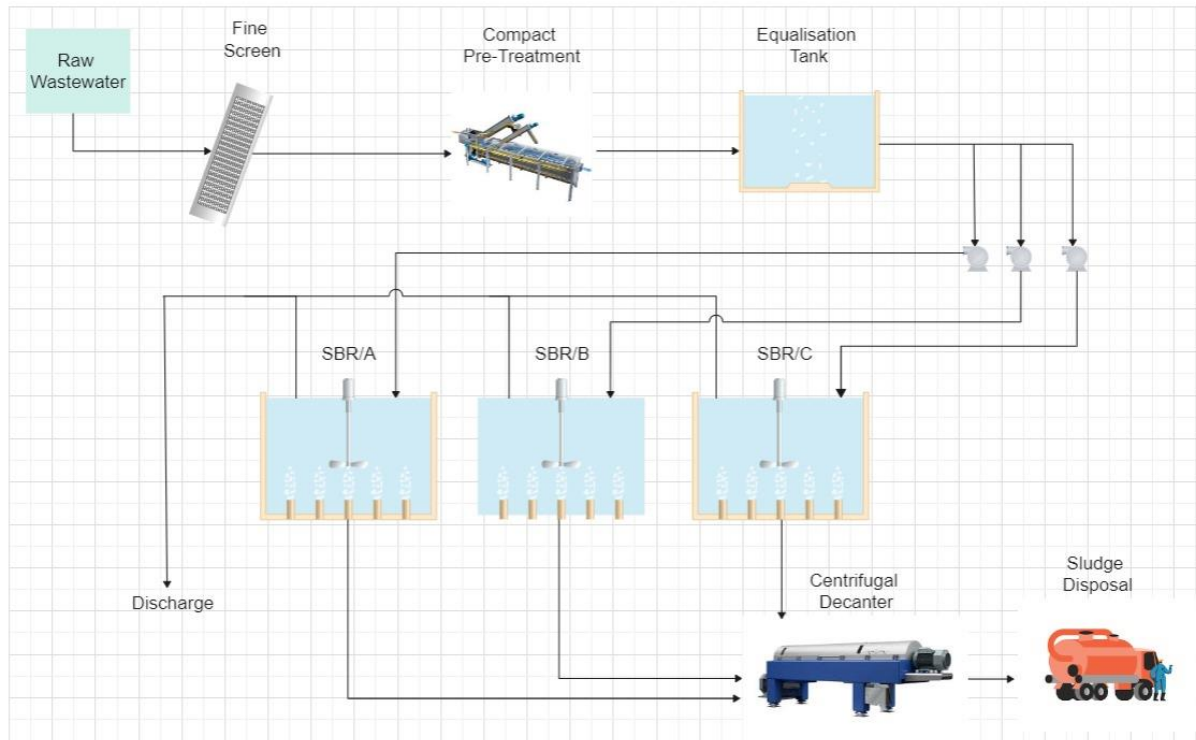 Raw
Wastewater
Fine
Screen
Compact
Pre-Treatment
Equalisation
Tank
SBR/A
SBR/B
SBR/C
Discharge
Centrifugal
Decanter
Sludge
Disposal